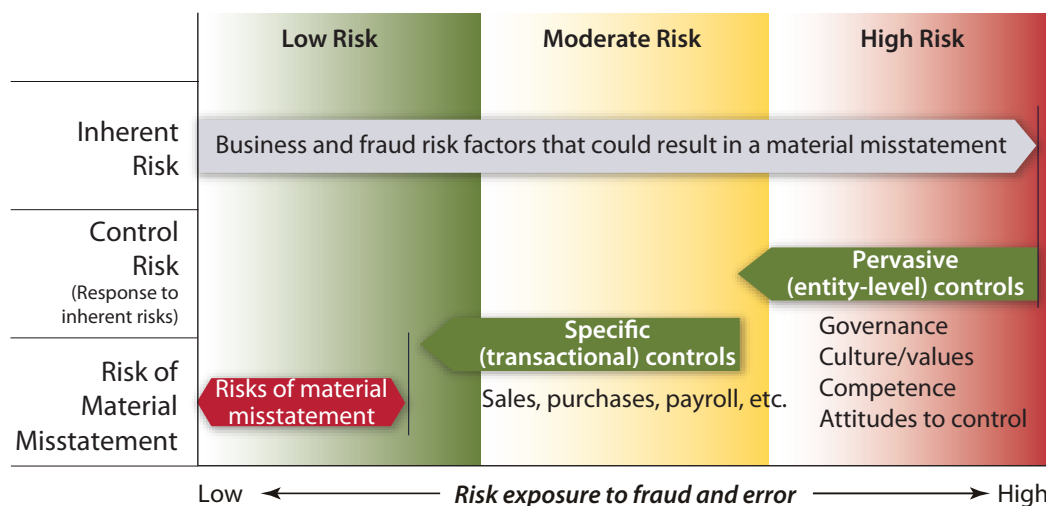 Low Risk
Moderate Risk
High Risk
Inherent
Risk
Business and fraud risk factors that could result in a material misstatement
Control
Risk
(Response to
inherent risks)
Pervasive
(entity-level) controls
Specific
(transactional) controls
Governance
Culture/values
Competence
Attitudes to control
Risk of
Material
Misstatement
Risks of material
misstatement
Sales, purchases, payroll, etc.
Low
Risk exposure to fraud and error
High